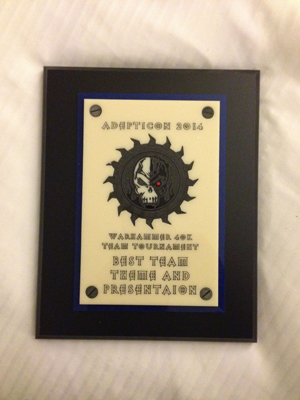 ADEPTICON 2014
WARHAMMER 40K
TEAM TOURNAMENT
BEST TEAM
THEME AND
PRESENTAION